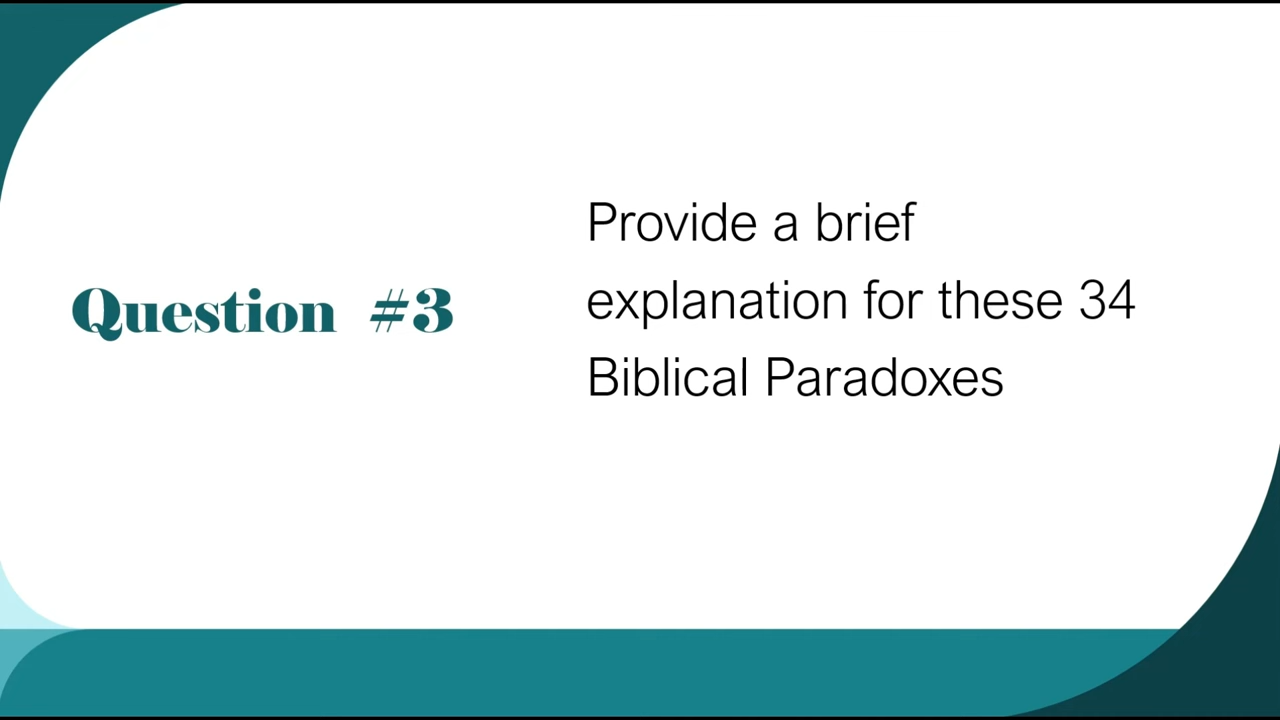 Question #3
Provide a brief
explanation for these 34
Biblical Paradoxes